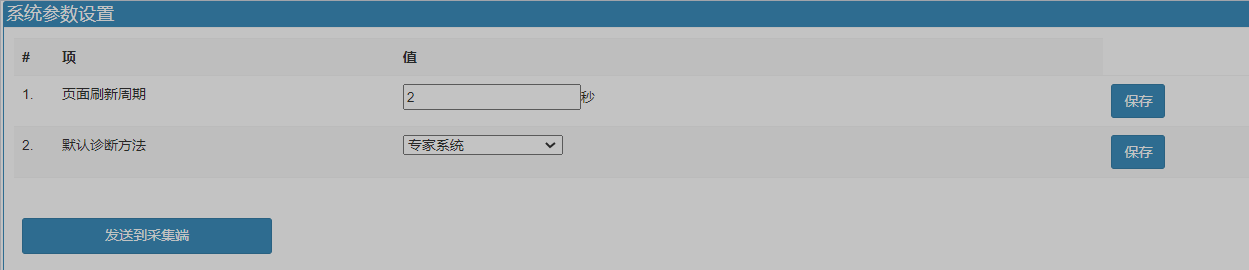 系统参数设置
# 项 值
1. 页面刷新周期 2 秒 保存
2. 默认诊断方法 专家系统 保存
发送到采集端